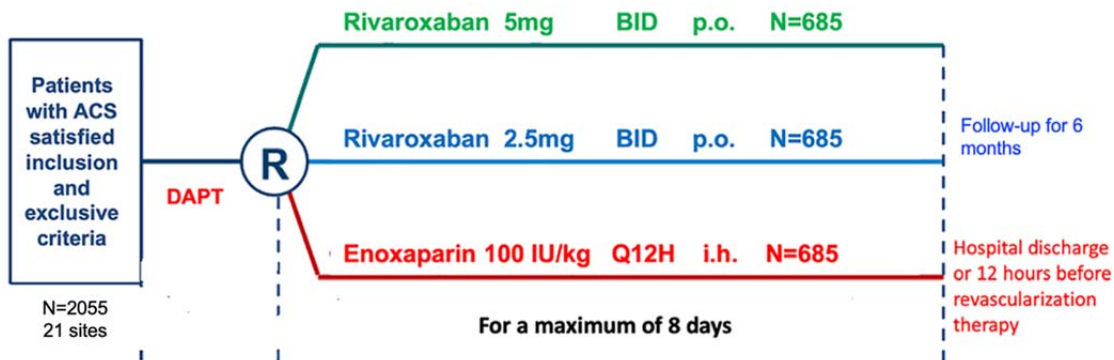 Patients
with ACS
satisfied
inclusion
and
exclusive
criteria
N=2055
21 sites
DAPT
R
Rivaroxaban 5mg BID p.o. N=685
Rivaroxaban 2.5mg BID p.o. N=685
Enoxaparin 100 IU/kg Q12H i.h. N=685
For a maximum of 8 days
Follow-up for 6
months
Hospital discharge
or 12 hours before
revascularization
therapy